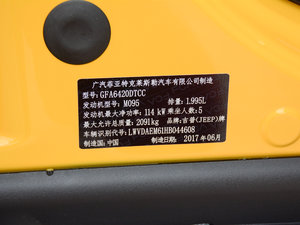 广汽菲亚特克莱斯勒汽车有限公司制造
型号: GFA6420DTCC
发动机型号: M095 排量: 1.995L
发动机最大净功率: 114 kW 乘坐人数: 5
最大允许总质量: 2091kg 品牌: 吉普(JEEP)牌
车辆识别代号: LWVDAEM61HB044608
制造国: 中国 制造日期: 2017年06月